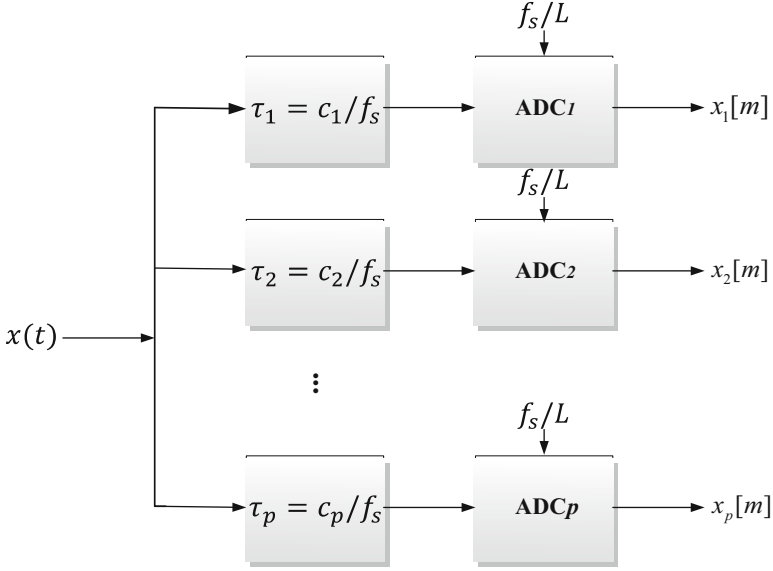 f_s/L
τ_1 = c_1/f_s
ADC1
x_1[m]
f_s/L
τ_2 = c_2/f_s
ADC2
x_2[m]
x(t)
⋮
f_s/L
τ_p = c_p/f_s
ADCp
x_p[m]